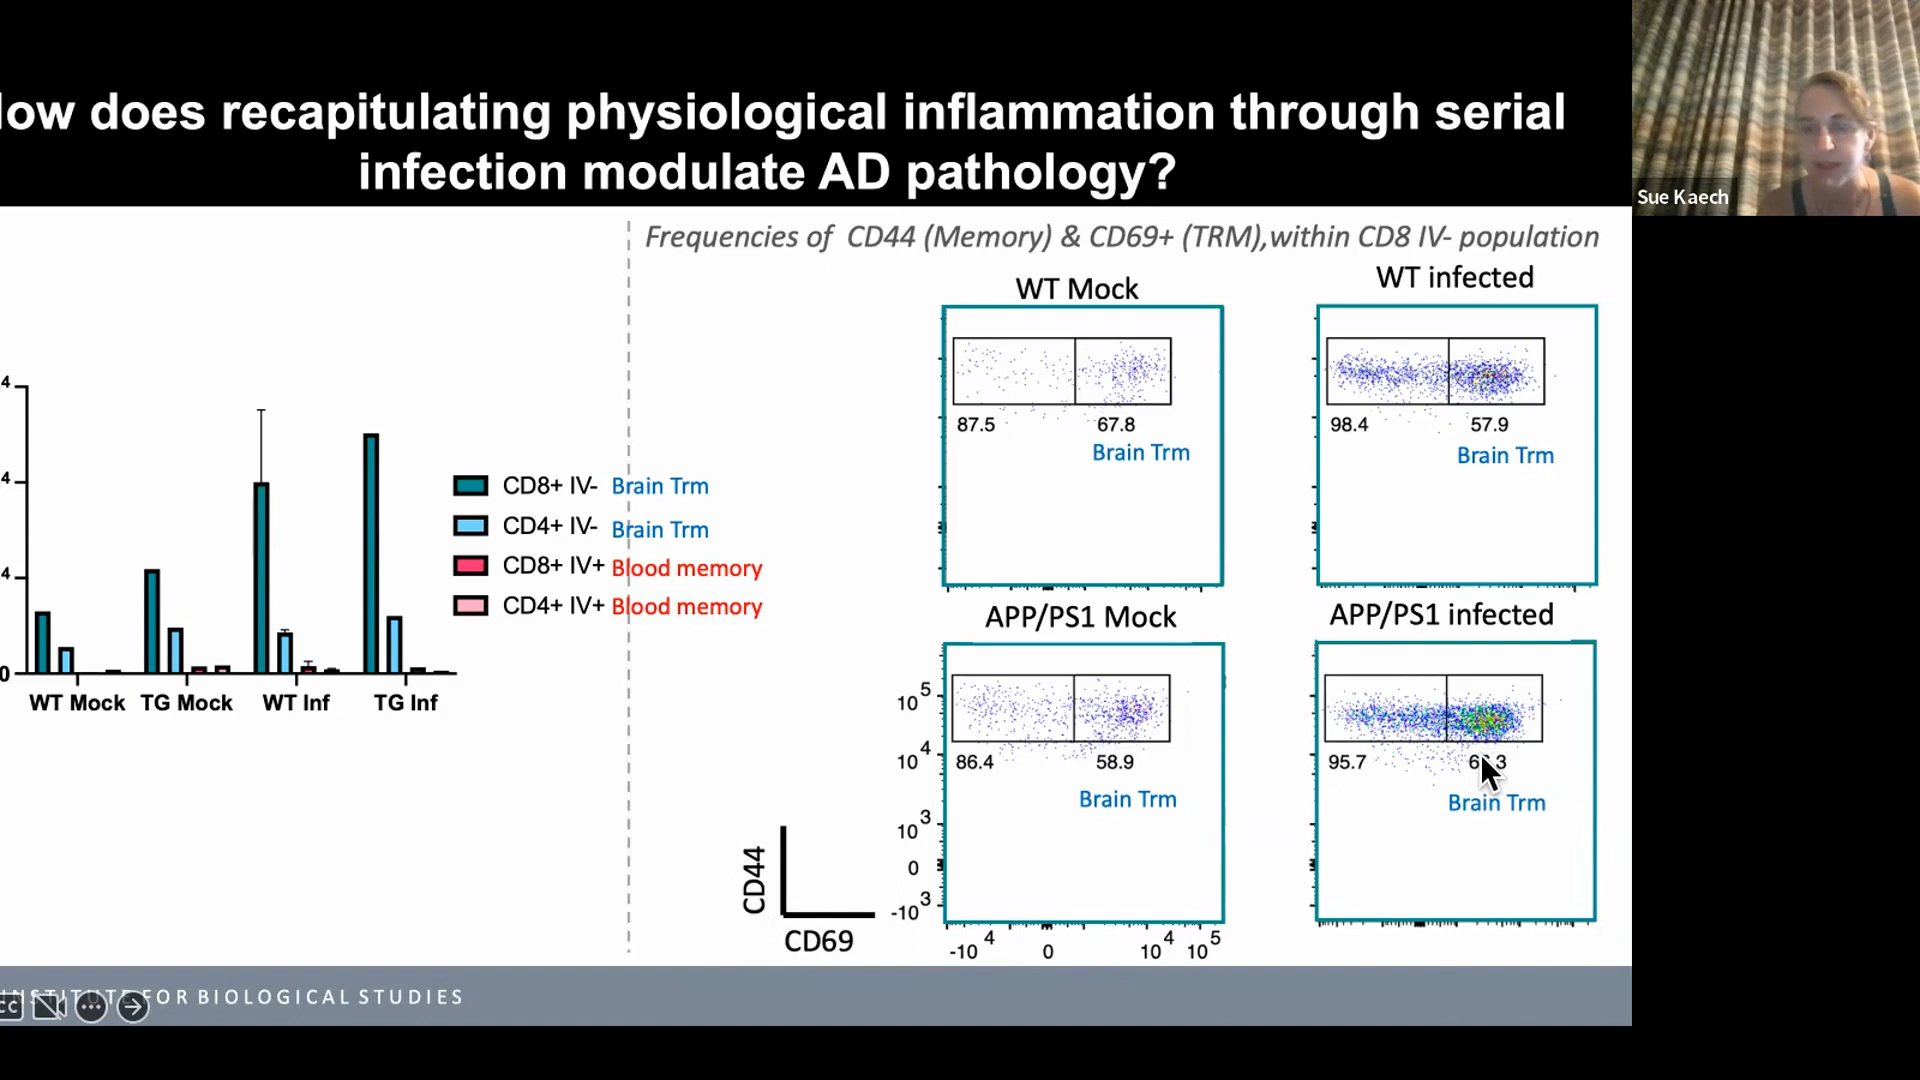 low does recapitulating physiological inflammation through serial
infection modulate AD pathology?
Sue Kaech
Frequencies of CD44 (Memory) & CD69+ (TRM),within CD8 IV- population
4
4
4
0
WT Mock TG Mock WT Inf TG Inf
CD8+ IV- Brain Trm
CD4+ IV- Brain Trm
CD8+ IV+ Blood memory
CD4+ IV+ Blood memory
WT Mock
87.5 67.8
Brain Trm
WT infected
98.4 57.9
Brain Trm
APP/PS1 Mock
86.4 58.9
Brain Trm
10 5
10 4
10 3
0
-10 3
-10 4 0 10 4 10 5
APP/PS1 infected
95.7
Brain Trm
CD44
CD69
INSTITUTE FOR BIOLOGICAL STUDIES
CC